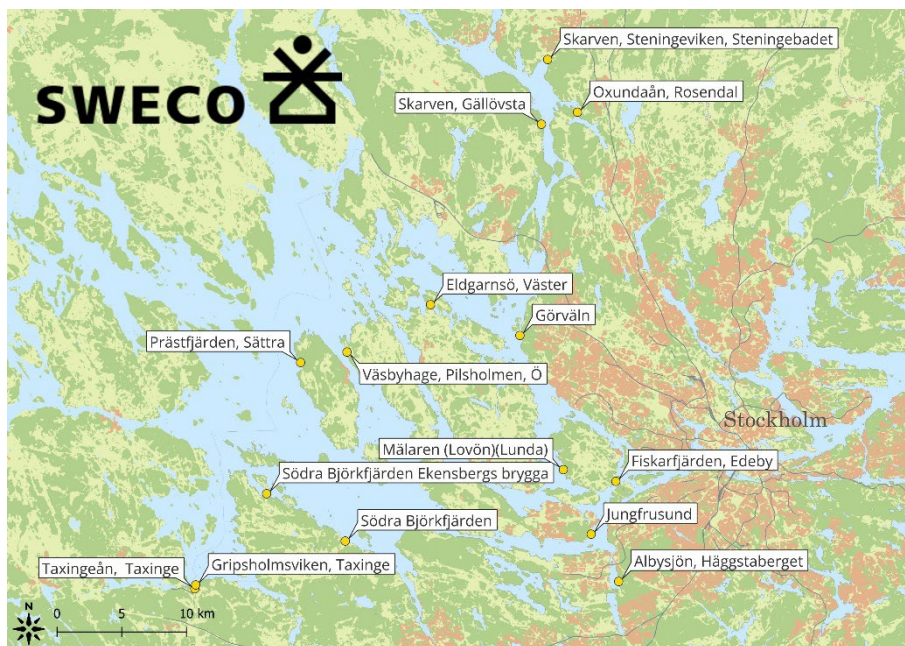 Skarven, Steningeviken, Steningebadet
SWECO
Oxundaån, Rosendal
Skarven, Gällövsta
Eldgarnsö, Väster
Görväln
Prästfjärden, Sättra
Väsbyhage, Pilsholmen, Ö
Stockholm
Mälaren (Lovön)(Lunda)
Fiskarfjärden, Edeby
Södra Björkfjärden Ekensbergs brygga
Jungfrusund
Södra Björkfjärden
Albysjön, Häggstaberget
Taxingeån, Taxinge
Gripsholmsviken, Taxinge
N
0 5 10 km